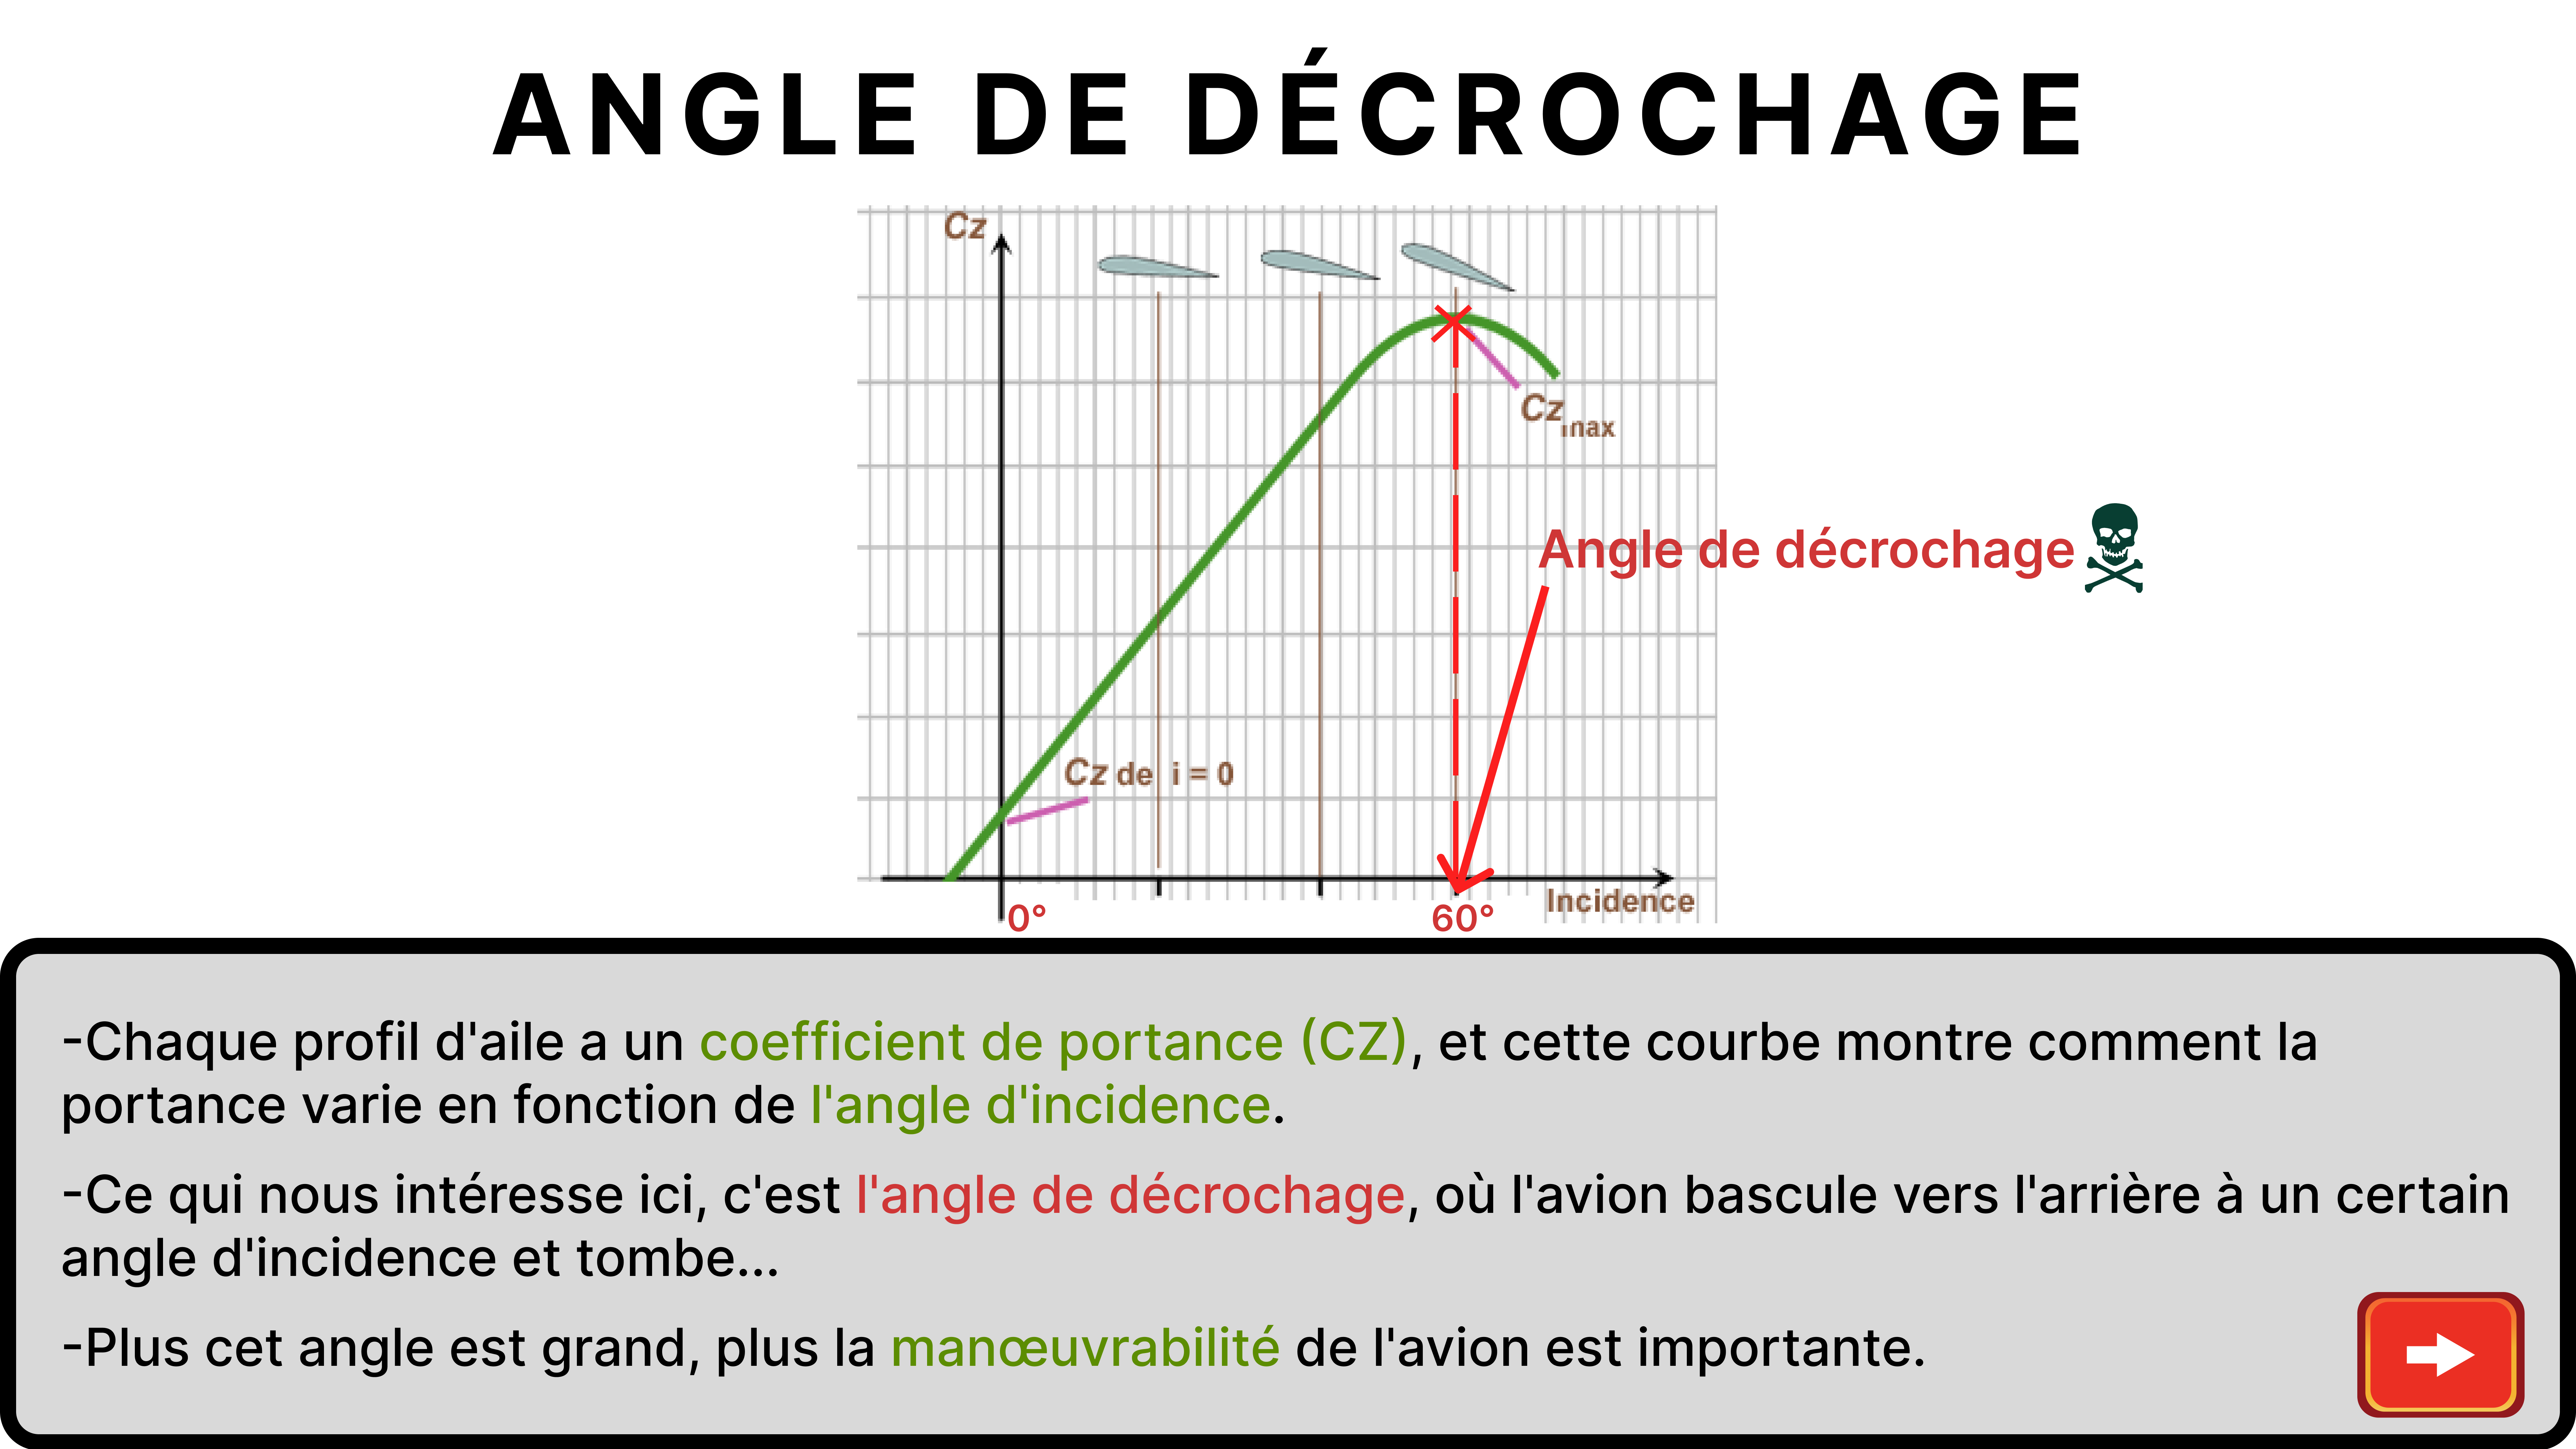 ANGLE DE DÉCROCHAGE
Cz
Cz max
Angle de décrochage
Cz de i = 0
Incidence
0°
60°
-Chaque profil d'aile a un coefficient de portance (CZ), et cette courbe montre comment la
portance varie en fonction de l'angle d'incidence.
-Ce qui nous intéresse ici, c'est l'angle de décrochage, où l'avion bascule vers l'arrière à un certain
angle d'incidence et tombe...
-Plus cet angle est grand, plus la manœuvrabilité de l'avion est importante.